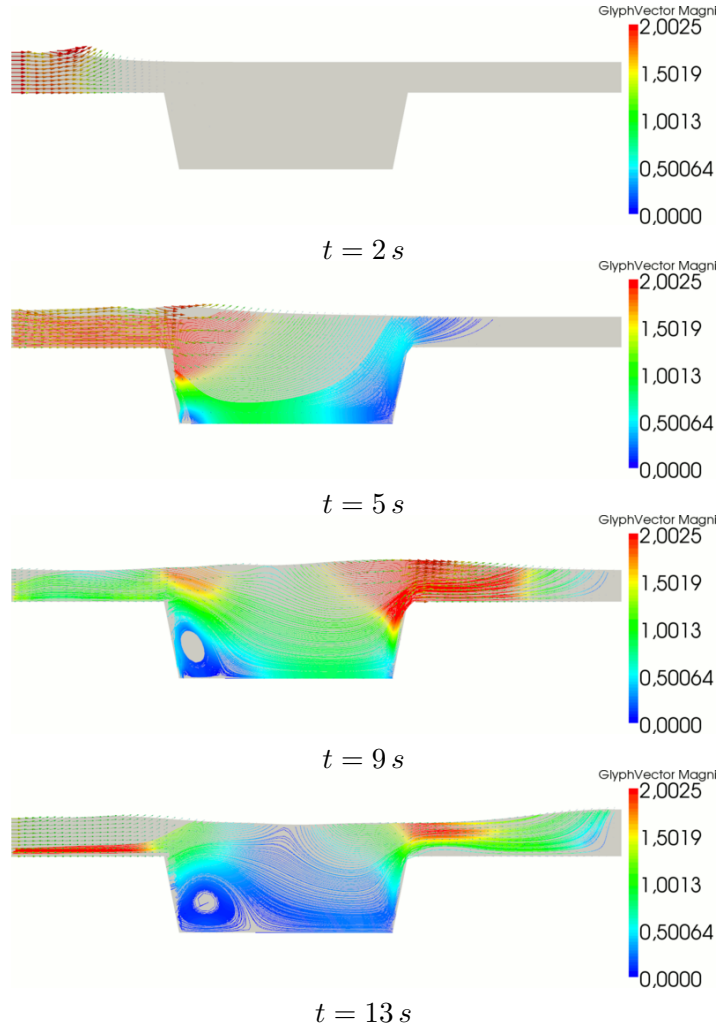 GlyphVector Magni
2,0025
1,5019
1,0013
0,50064
0,0000
t = 2 s
GlyphVector Magni
2,0025
1,5019
1,0013
0,50064
0,0000
t = 5 s
GlyphVector Magni
2,0025
1,5019
1,0013
0,50064
0,0000
t = 9 s
GlyphVector Magni
2,0025
1,5019
1,0013
0,50064
0,0000
t = 13 s